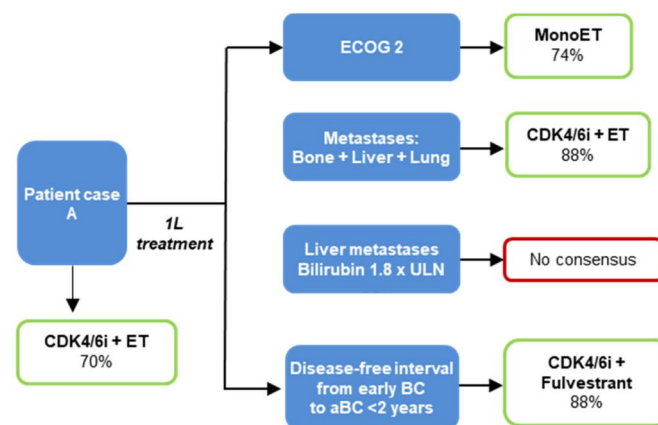 Patient case
A
1L
treatment
CDK4/6i + ET
70%
ECOG 2
MonoET
74%
Metastases:
Bone + Liver + Lung
CDK4/6i + ET
88%
Liver metastases
Bilirubin 1.8 x ULN
No consensus
Disease-free interval
from early BC
to aBC <2 years
CDK4/6i +
Fulvestrant
88%